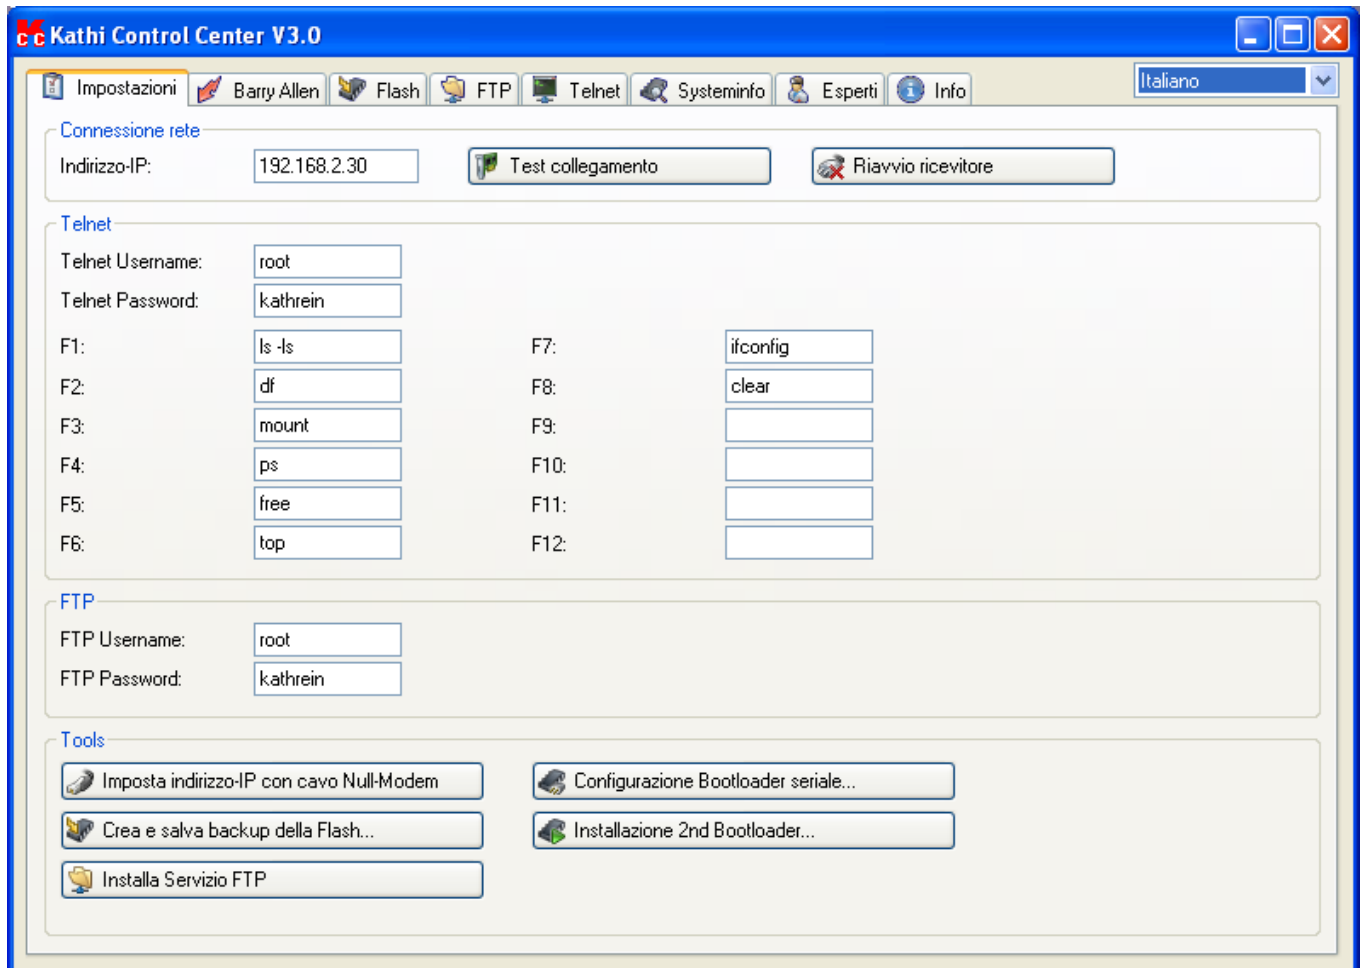 Kathi Control Center V3.0
Impostazioni Barry Allen Flash FTP Telnet Systeminfo Esperti Info Italiano
Connessione rete
Indirizzo-IP: 192.168.2.30 Test collegamento Riavvio ricevitore
Telnet
Telnet Username: root
Telnet Password: kathrein
F1: ls -ls F7: ifconfig
F2: df F8: clear
F3: mount F9:
F4: ps F10:
F5: free F11:
F6: top F12:
FTP
FTP Username: root
FTP Password: kathrein
Tools
Imposta indirizzo-IP con cavo Null-Modem Configurazione Bootloader seriale...
Crea e salva backup della Flash... Installazione 2nd Bootloader...
Installa Servizio FTP